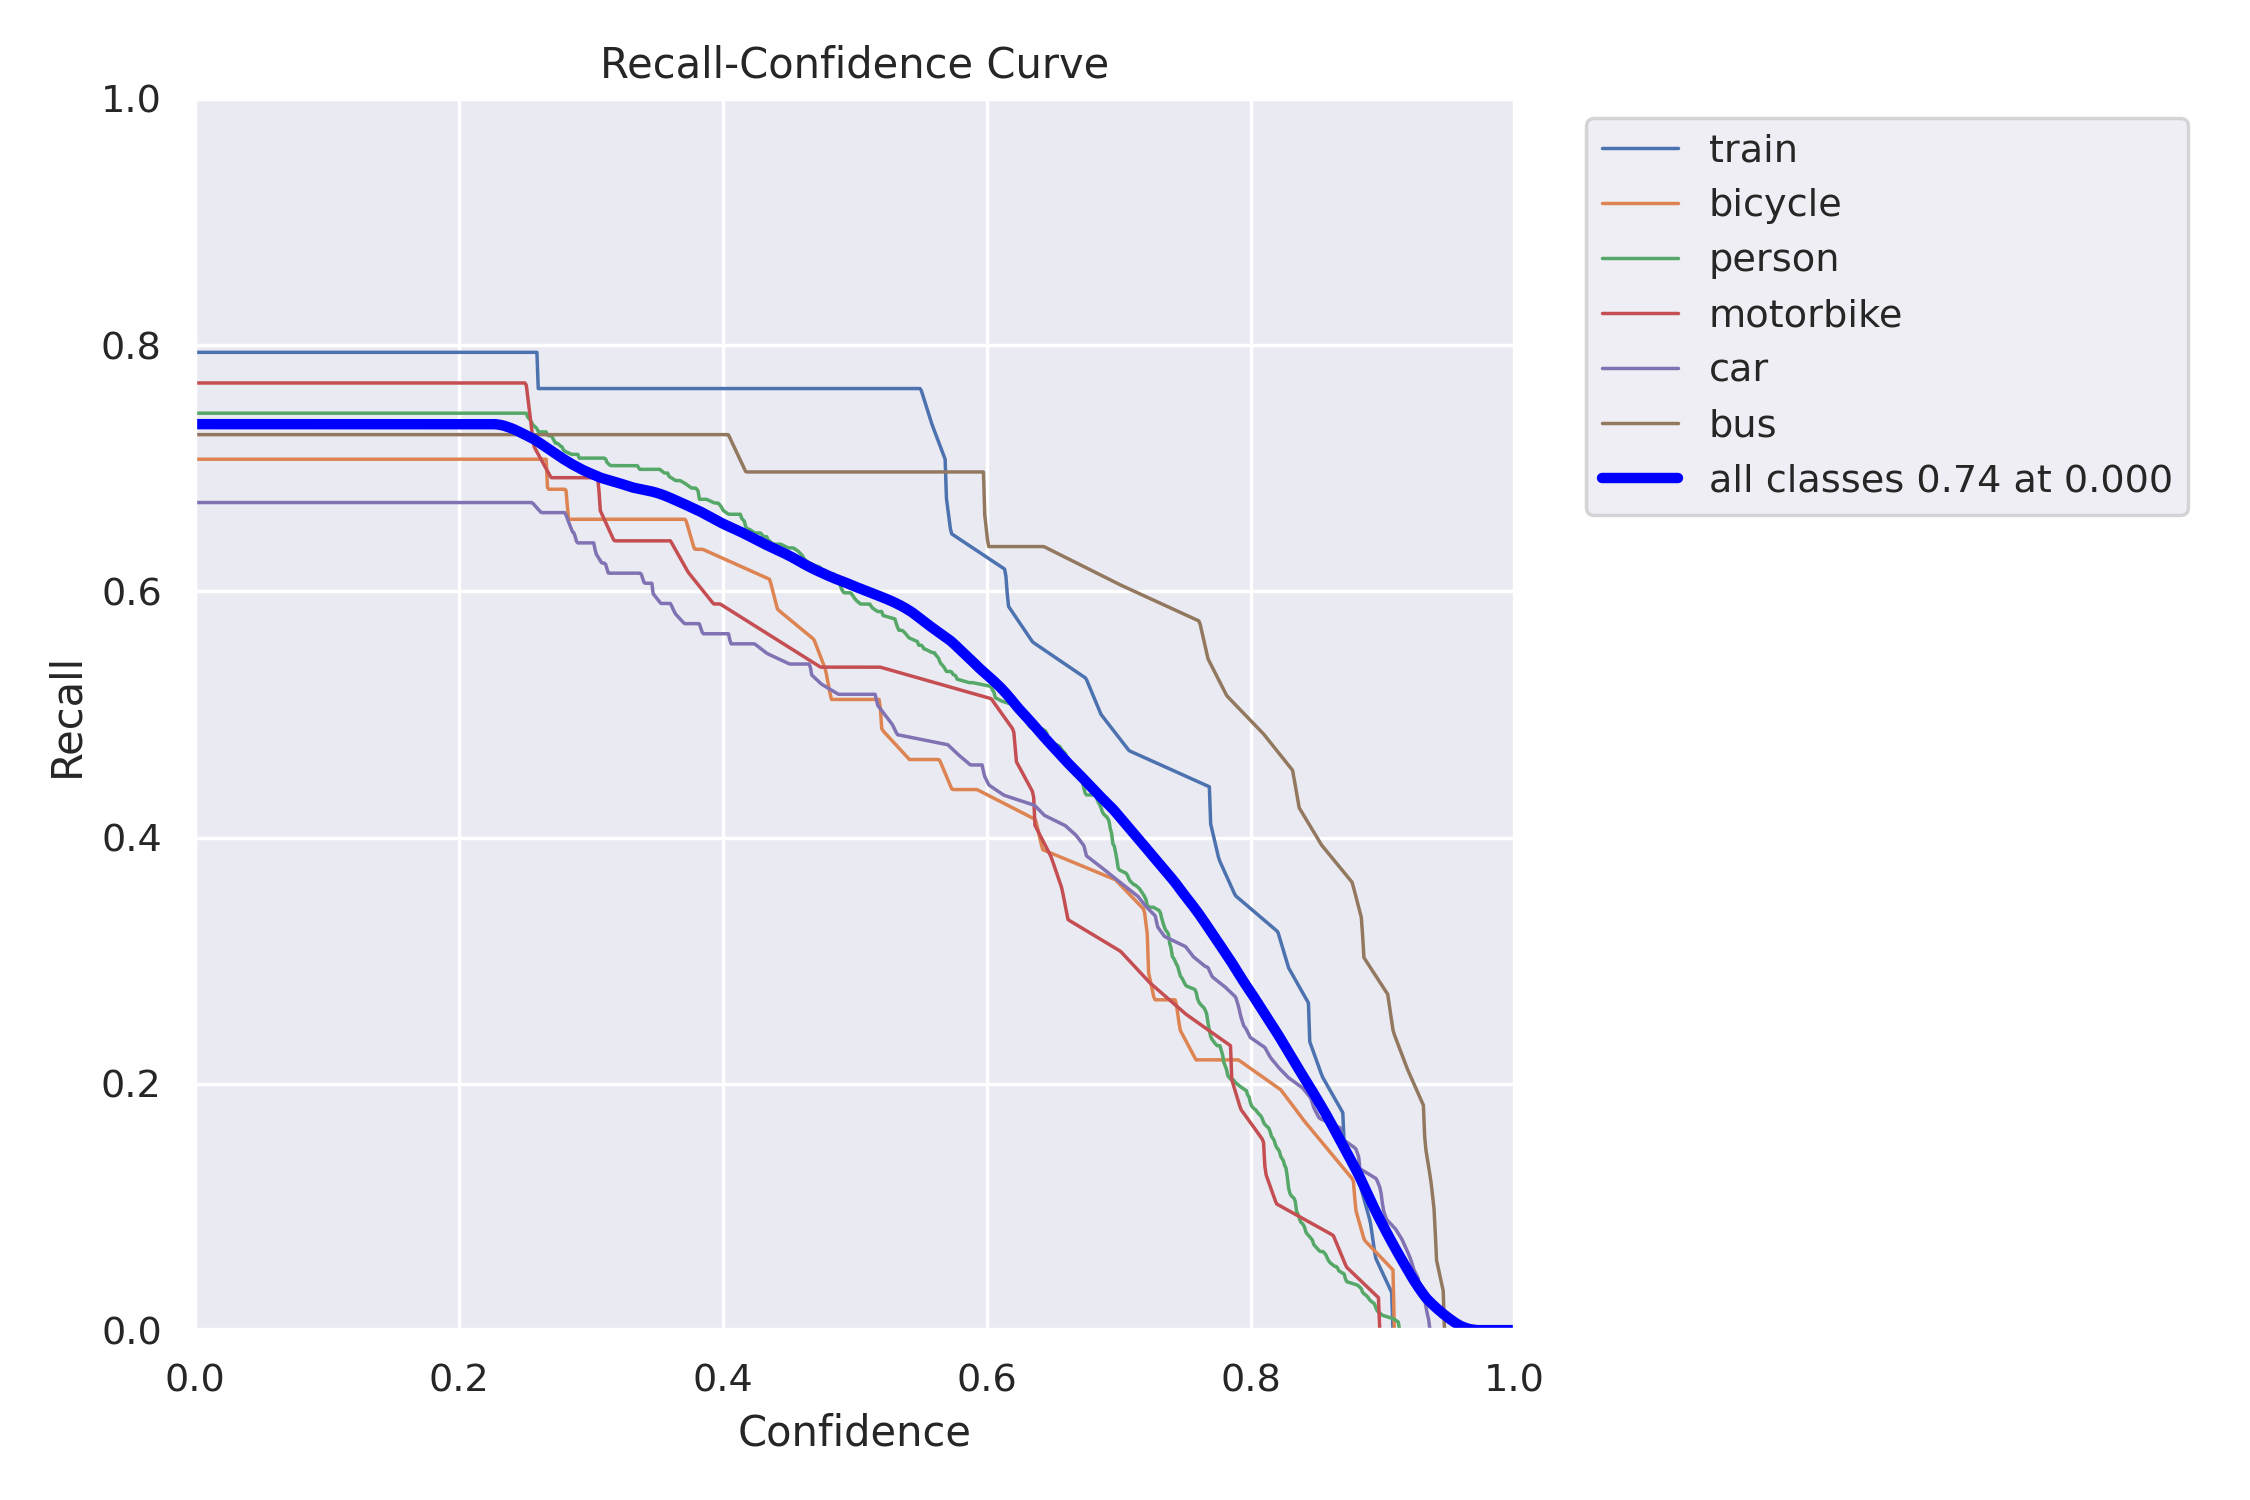 Recall-Confidence Curve
1.0
0.8
0.6
0.4
0.2
0.0
Recall
0.0 0.2 0.4 0.6 0.8 1.0
Confidence
train
bicycle
person
motorbike
car
bus
all classes 0.74 at 0.000